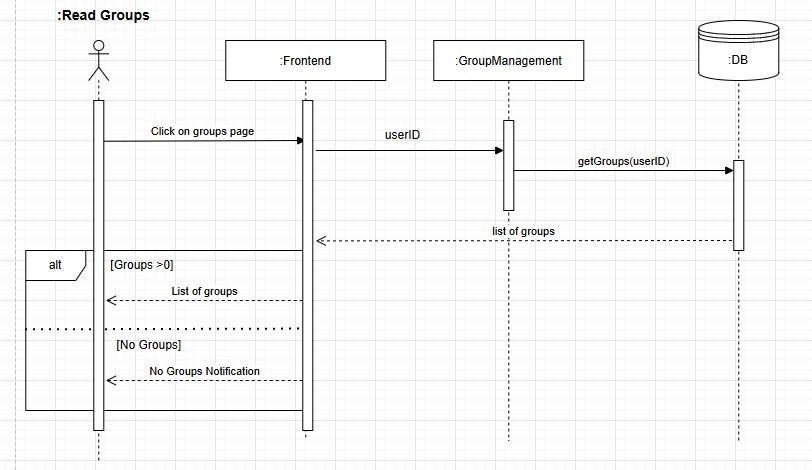 :Read Groups
:Frontend
:GroupManagement
:DB
Click on groups page
userID
getGroups(userID)
list of groups
alt
[Groups >0]
List of groups
[No Groups]
No Groups Notification